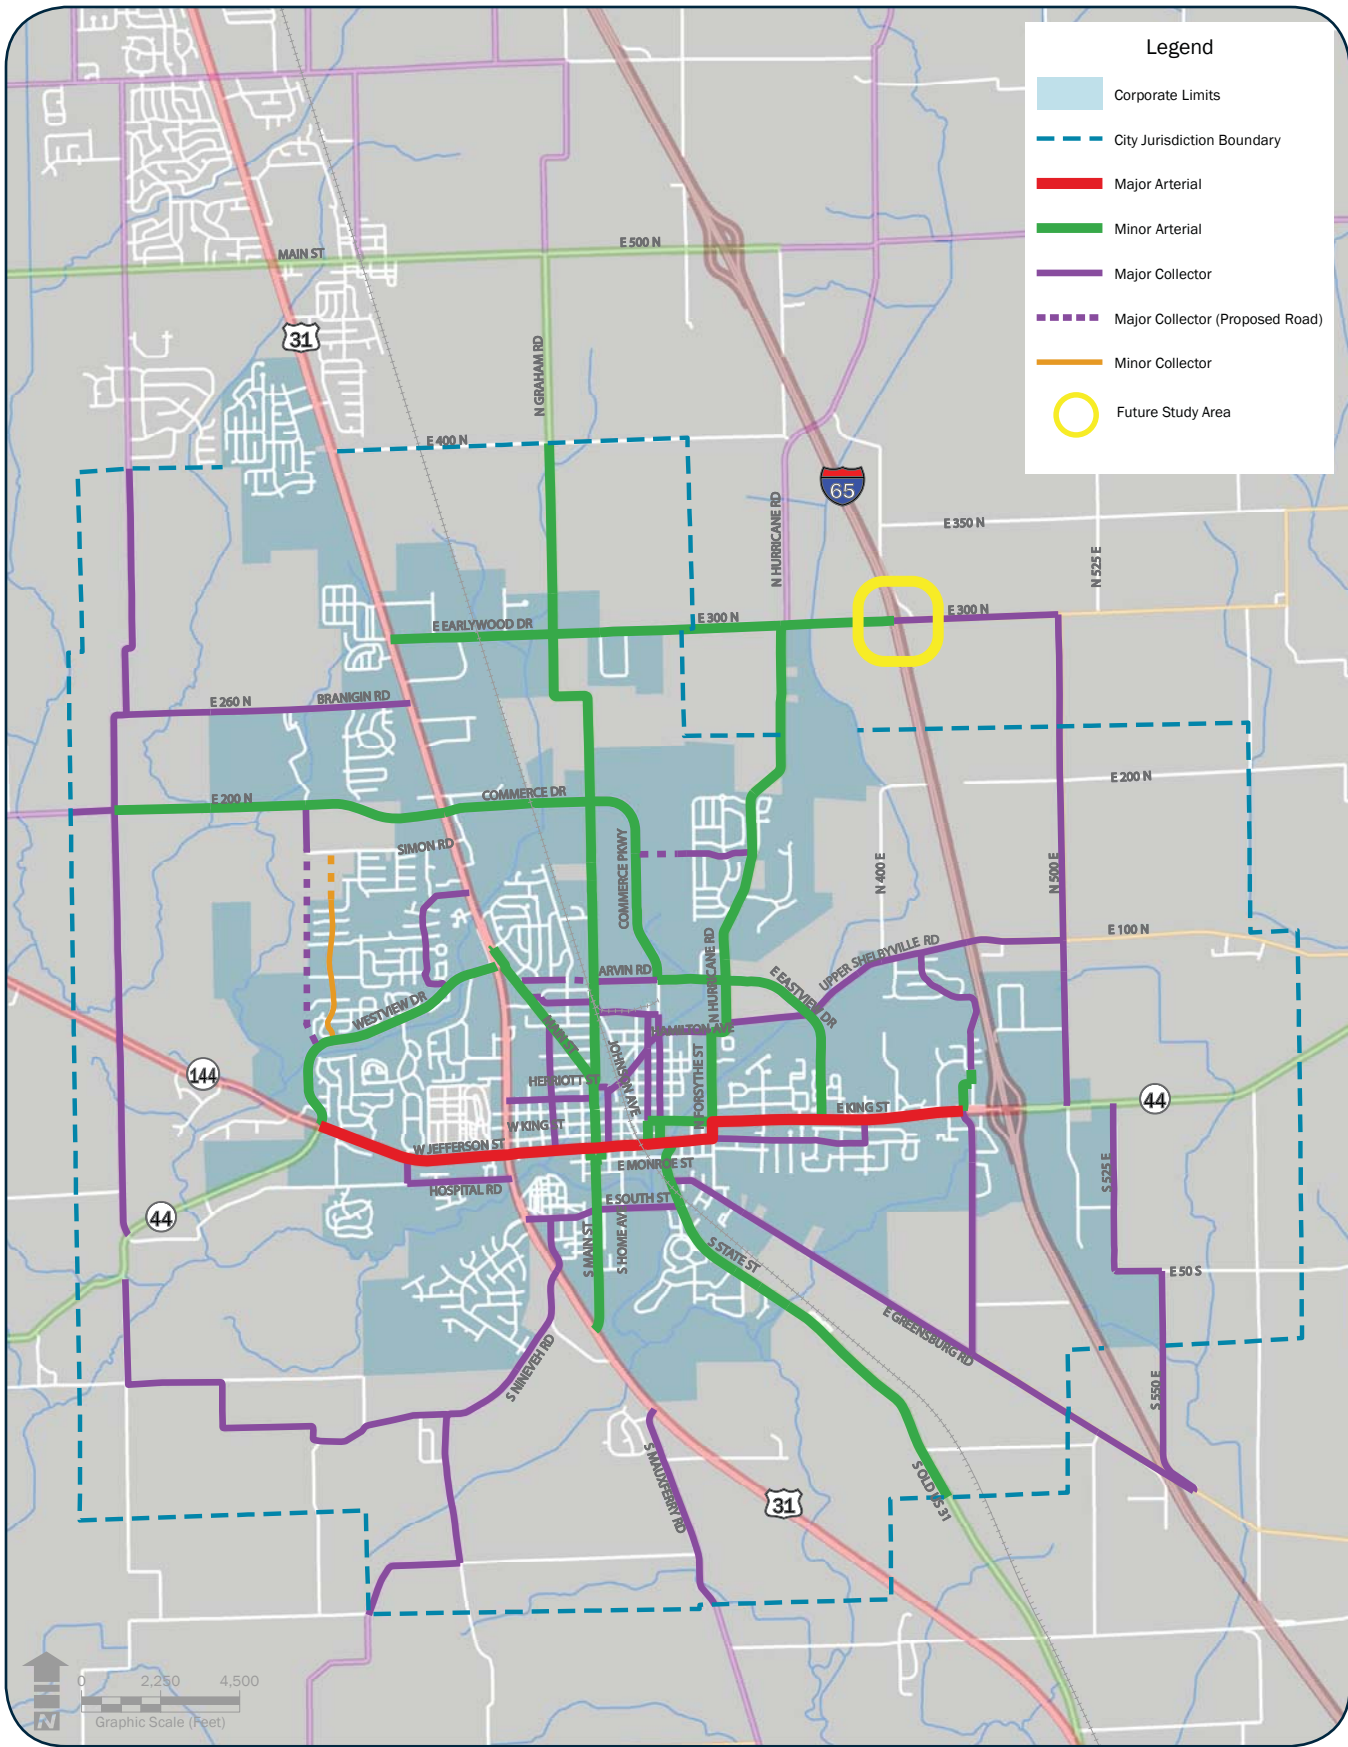 Legend
Corporate Limits
City Jurisdiction Boundary
Major Arterial
Minor Arterial
Major Collector
Major Collector (Proposed Road)
Minor Collector
Future Study Area
MAIN ST
E 500 N
31
N GRAHAM RD
E 400 N
65
N HURRICANE RD
E 350 N
N 525 E
E EARLYWOOD DR
E 300 N
E 300 N
E 260 N
BRANIGIN RD
E 200 N
COMMERCE DR
E 200 N
SIMON RD
COMMERCE PKWY
N 400 E
N 500 E
E 100 N
N HURRICANE RD
UPPER SHELBYVILLE RD
ARVIN RD
E EASTVIEW DR
WESTVIEW DR
MAIN ST
HAMILTON AVE
JOHNSON AVE
N FORSYTHE ST
144
HERRIOTT ST
44
E KING ST
W KING ST
W JEFFERSON ST
E MONROE ST
HOSPITAL RD
E SOUTH ST
S 525 E
44
S MAIN ST
S HOME AVE
S STATE ST
E 50 S
E GREENSBURG RD
S NINEVEH RD
S 550 E
S MAUXFERRY RD
S OLD US 31
31
N
0 2,250 4,500
Graphic Scale (Feet)